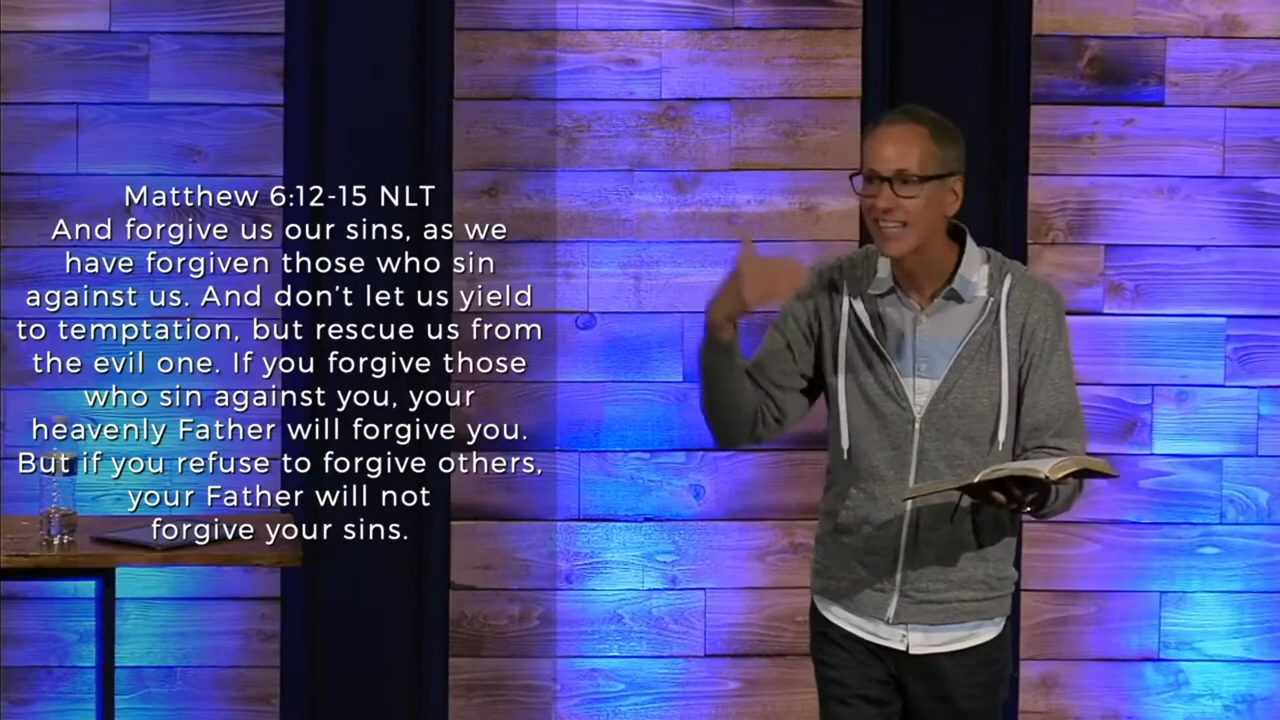 Matthew 6:12-15 NLT
And forgive us our sins, as we
have forgiven those who sin
against us. And don’t let us yield
to temptation, but rescue us from
the evil one. If you forgive those
who sin against you, your
heavenly Father will forgive you.
But if you refuse to forgive others,
your Father will not
forgive your sins.